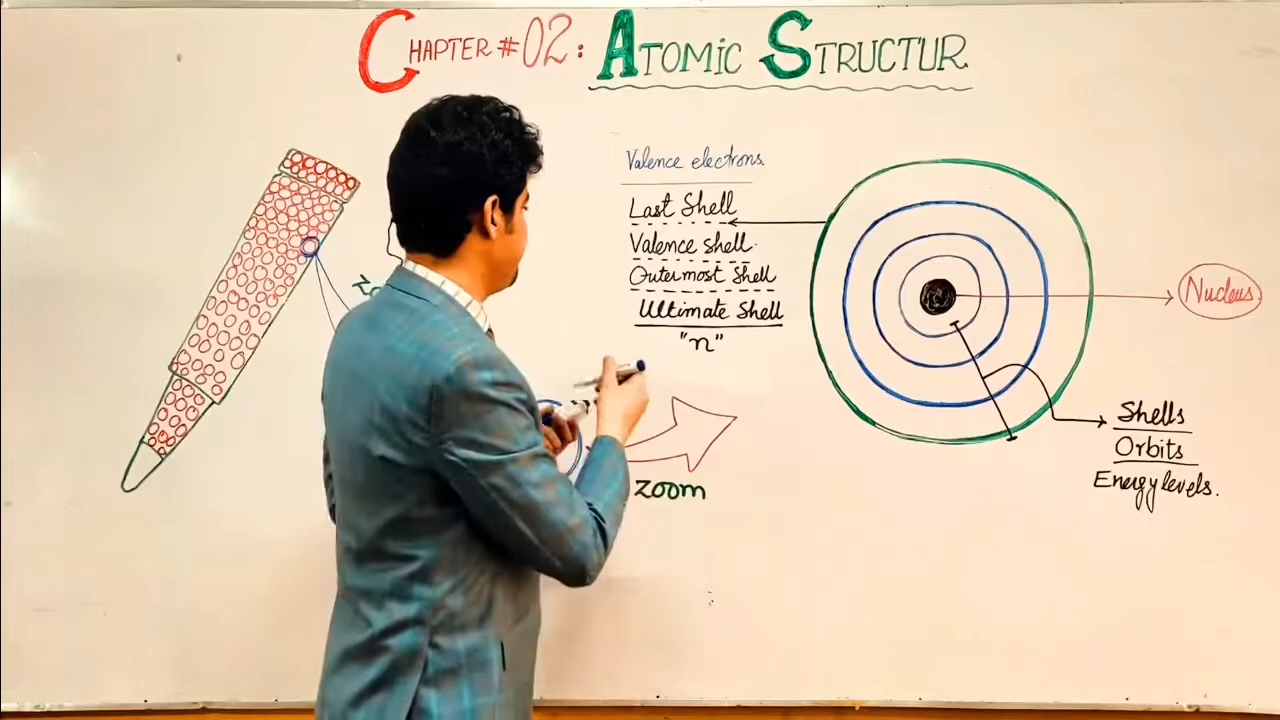 CHAPTER # 02: ATOMIC STRUCTUR
Valence electrons
Last Shell
Valence shell.
Outermost Shell
Ultimate Shell
"n"
Nucleus
Shells
Orbits
Energy levels.
zoom